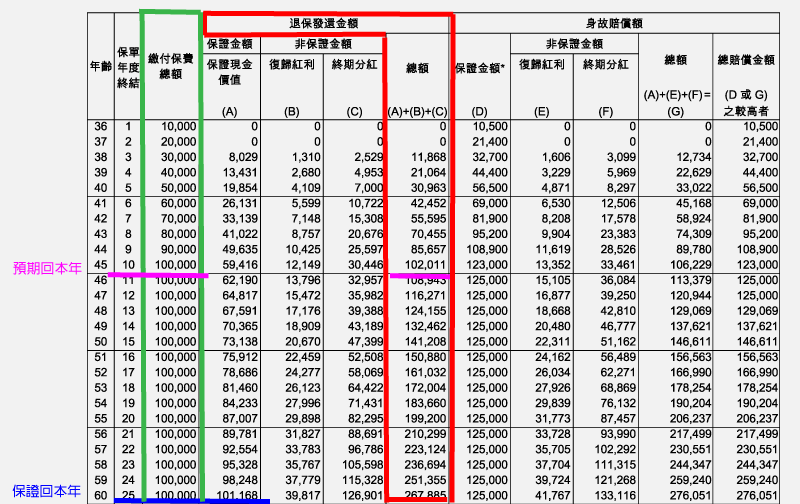 退保發還金額 身故賠償額
年齡 保單年度終結 繳付保費總額 保證金額 非保證金額 總額 保證金額* 非保證金額 總額 總賠償金額
保證現金價值 復歸紅利 終期分紅 復歸紅利 終期分紅
(A) (B) (C) (A)+(B)+(C) (D) (E) (F) (A)+(E)+(F)= (G) (D 或 G) 之較高者
36 1 10,000 0 0 0 0 10,500 0 0 0 10,500
37 2 20,000 0 0 0 0 21,400 0 0 0 21,400
38 3 30,000 8,029 1,310 2,529 11,868 32,700 1,606 3,099 12,734 32,700
39 4 40,000 13,431 2,680 4,953 21,064 44,400 3,229 5,969 22,629 44,400
40 5 50,000 19,854 4,109 7,000 30,963 56,500 4,871 8,297 33,022 56,500
41 6 60,000 26,131 5,599 10,722 42,452 69,000 6,530 12,506 45,168 69,000
42 7 70,000 33,139 7,148 15,308 55,595 81,900 8,208 17,578 58,924 81,900
43 8 80,000 41,022 8,757 20,676 70,455 95,200 9,904 23,383 74,309 95,200
44 9 90,000 49,635 10,425 25,597 85,657 108,900 11,619 28,526 89,780 108,900
預期回本年 45 10 100,000 59,416 12,149 30,446 102,011 123,000 13,352 33,461 106,229 123,000
46 11 100,000 62,190 13,796 32,957 108,943 125,000 15,105 36,084 113,379 125,000
47 12 100,000 64,817 15,472 35,982 116,271 125,000 16,877 39,250 120,944 125,000
48 13 100,000 67,591 17,176 39,388 124,155 125,000 18,668 42,810 129,069 129,069
49 14 100,000 70,365 18,909 43,189 132,462 125,000 20,480 46,777 137,621 137,621
50 15 100,000 73,138 20,670 47,399 141,208 125,000 22,311 51,162 146,611 146,611
51 16 100,000 75,912 22,459 52,508 150,880 125,000 24,162 56,489 156,563 156,563
52 17 100,000 78,686 24,277 58,069 161,032 125,000 26,034 62,271 166,990 166,990
53 18 100,000 81,460 26,123 64,422 172,004 125,000 27,926 68,869 178,254 178,254
54 19 100,000 84,233 27,996 71,431 183,660 125,000 29,839 76,132 190,204 190,204
55 20 100,000 87,007 29,898 82,295 199,200 125,000 31,773 87,457 206,237 206,237
56 21 100,000 89,781 31,827 88,691 210,299 125,000 33,728 93,990 217,499 217,499
57 22 100,000 92,554 33,783 96,786 223,124 125,000 35,705 102,292 230,551 230,551
58 23 100,000 95,328 35,767 105,598 236,694 125,000 37,704 111,315 244,347 244,347
59 24 100,000 98,248 37,779 115,328 251,355 125,000 39,724 121,268 259,240 259,240
保證回本年 60 25 100,000 101,168 39,817 126,901 267,885 125,000 41,767 133,116 276,051 276,051